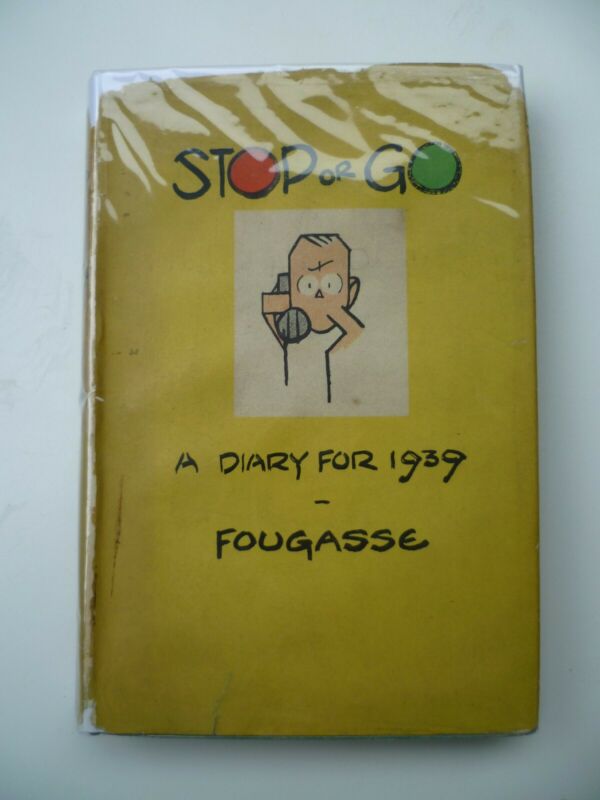 STOP OR GO
A DIARY FOR 1939
-
FOUGASSE